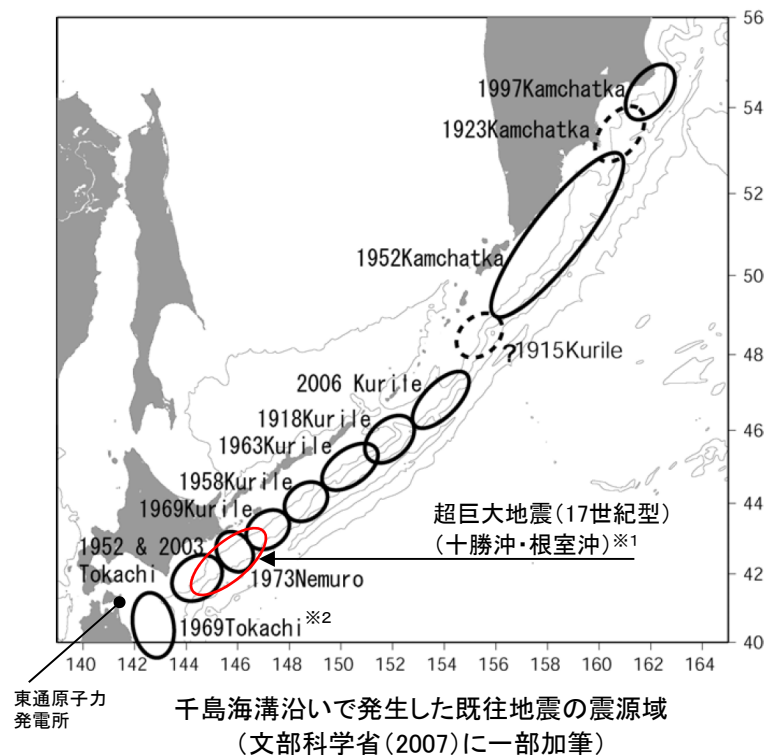 56
54
52
50
48
46
44
42
40
1997Kamchatka
1923Kamchatka
1952Kamchatka
?1915Kurile
2006 Kurile
1918Kurile
1963Kurile
1958Kurile
1969Kurile
超巨大地震(17世紀型)
(十勝沖・根室沖)※1
1952 & 2003
Tokachi
1973Nemuro
1969Tokachi※2
140 142 144 146 148 150 152 154 156 158 160 162 164
東通原子力
発電所
千島海溝沿いで発生した既往地震の震源域
(文部科学省(2007)に一部加筆)